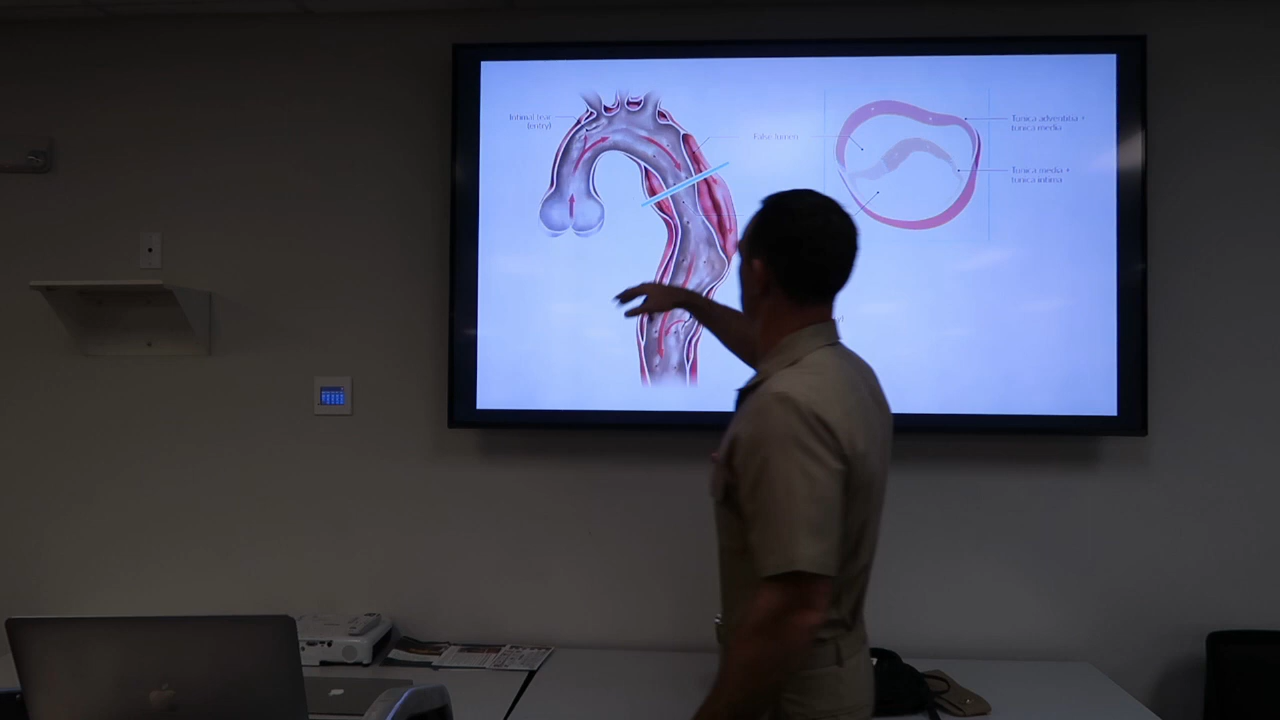 Intimal tear
(entry)
False lumen
Tunica adventitia +
tunica media
Tunica media +
tunica intima